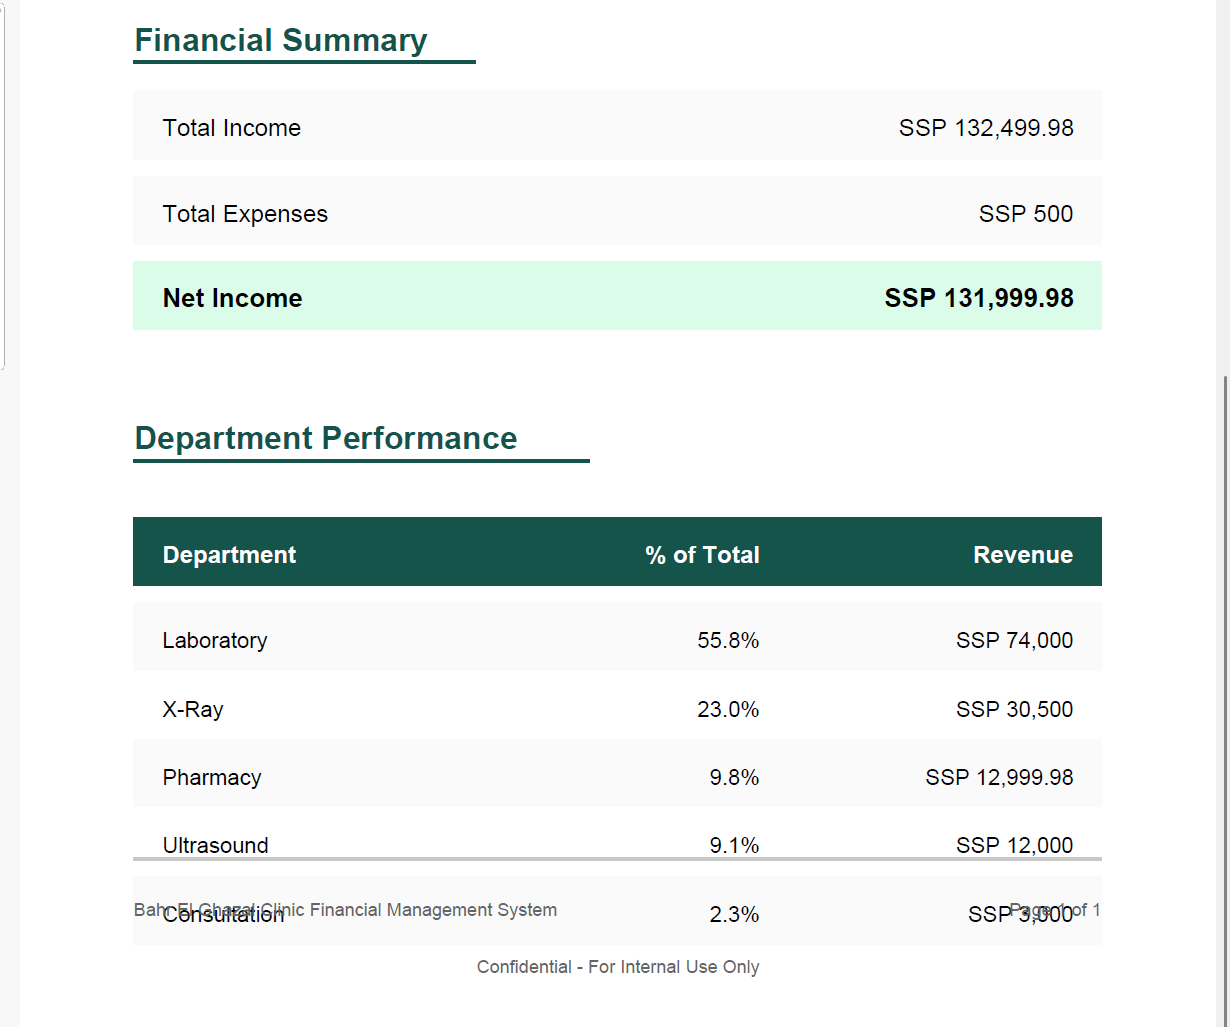 Financial Summary
Total Income SSP 132,499.98
Total Expenses SSP 500
Net Income SSP 131,999.98
Department Performance
Department % of Total Revenue
Laboratory 55.8% SSP 74,000
X-Ray 23.0% SSP 30,500
Pharmacy 9.8% SSP 12,999.98
Ultrasound 9.1% SSP 12,000
Consultation 2.3% SSP 3,000
Bahr El Ghazal Clinic Financial Management System Page 1 of 1
Confidential - For Internal Use Only